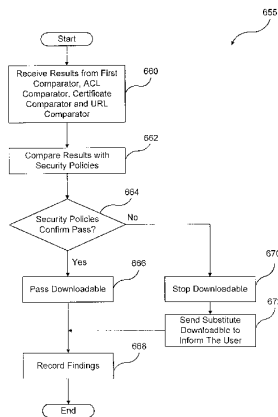 655
Start
Receive Results from First
Comparator, ACL
Comparator, Certificate
Comparator and URL
Comparator
660
Compare Results with
Security Policies
662
Security Policies
Confirm Pass?
664
No
Yes
Pass Downloadable
666
Stop Downloadable
670
Send Substitute
Downloadable to
Inform The User
Record Findings
668
End